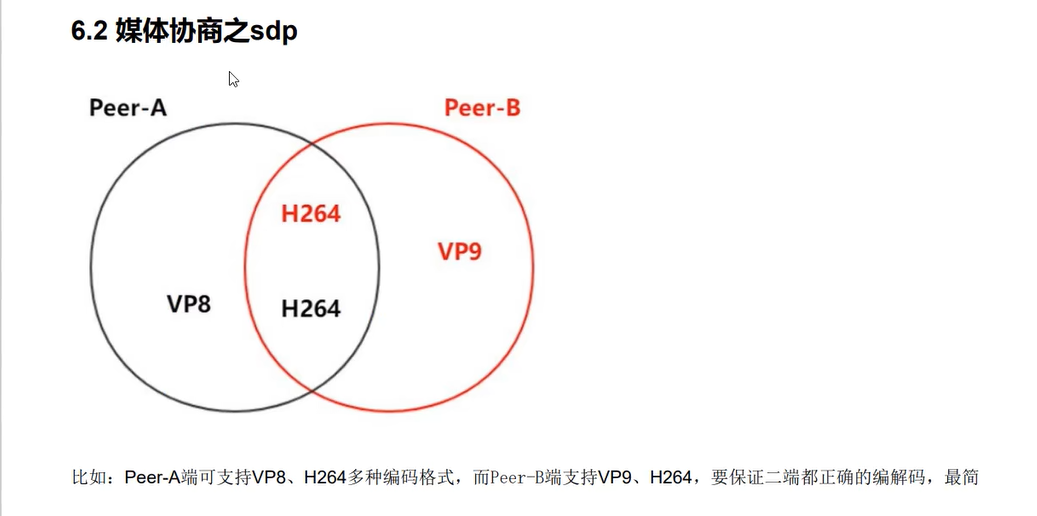 6.2 媒体协商之sdp
Peer-A
Peer-B
H264
VP9
VP8
H264
比如：Peer-A端可支持VP8、H264多种编码格式，而Peer-B端支持VP9、H264，要保证二端都正确的编解码，最简